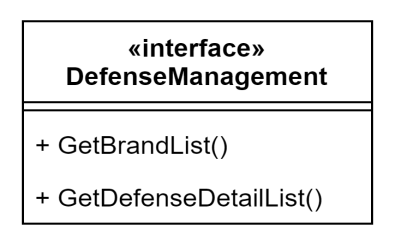 «interface»
DefenseManagement
+ GetBrandList()
+ GetDefenseDetailList()